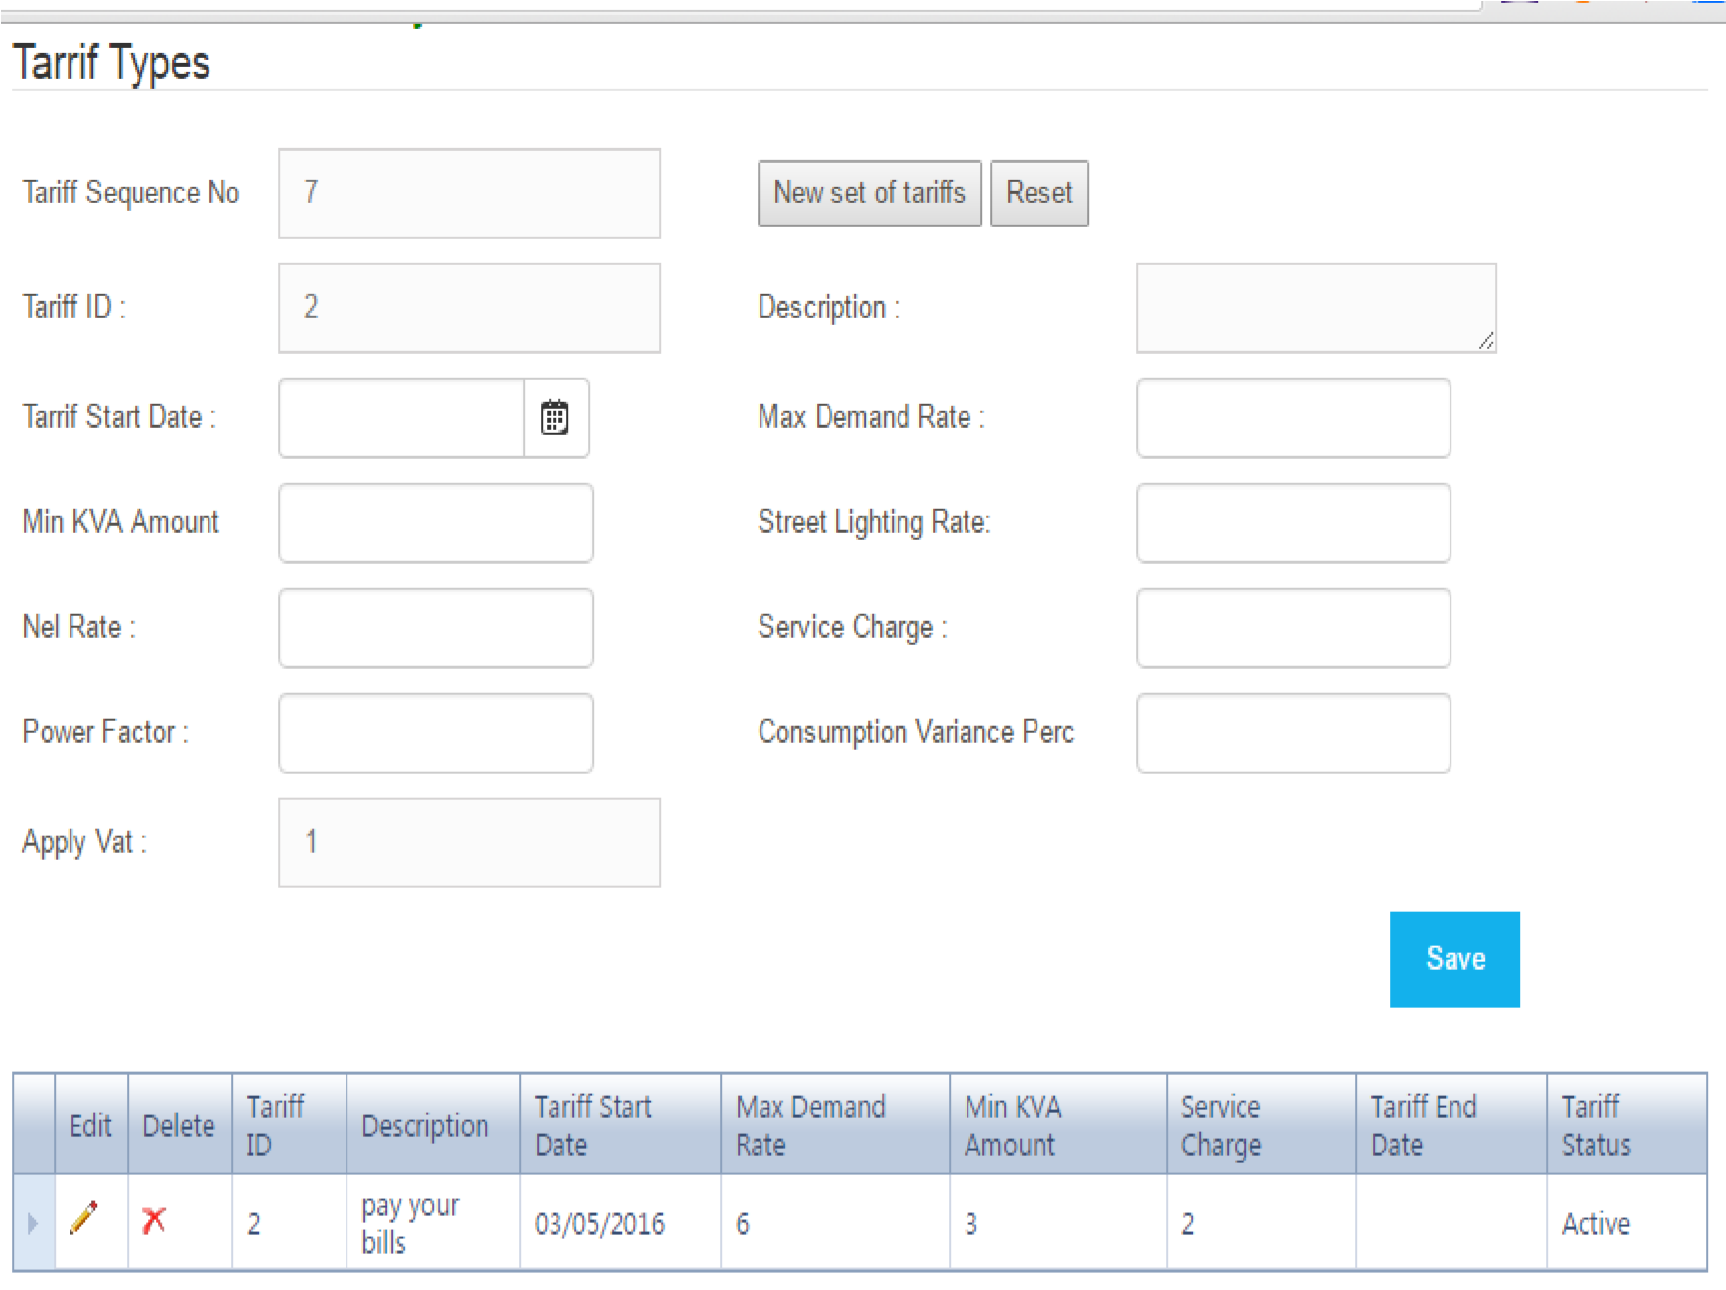 Tarrif Types
Tariff Sequence No 7 New set of tariffs Reset
Tariff ID : 2 Description :
Tarrif Start Date : Max Demand Rate :
Min KVA Amount Street Lighting Rate:
Nel Rate : Service Charge :
Power Factor : Consumption Variance Perc
Apply Vat : 1
Save
Edit Delete Tariff ID Description Tariff Start Date Max Demand Rate Min KVA Amount Service Charge Tariff End Date Tariff Status
2 pay your bills 03/05/2016 6 3 2 Active